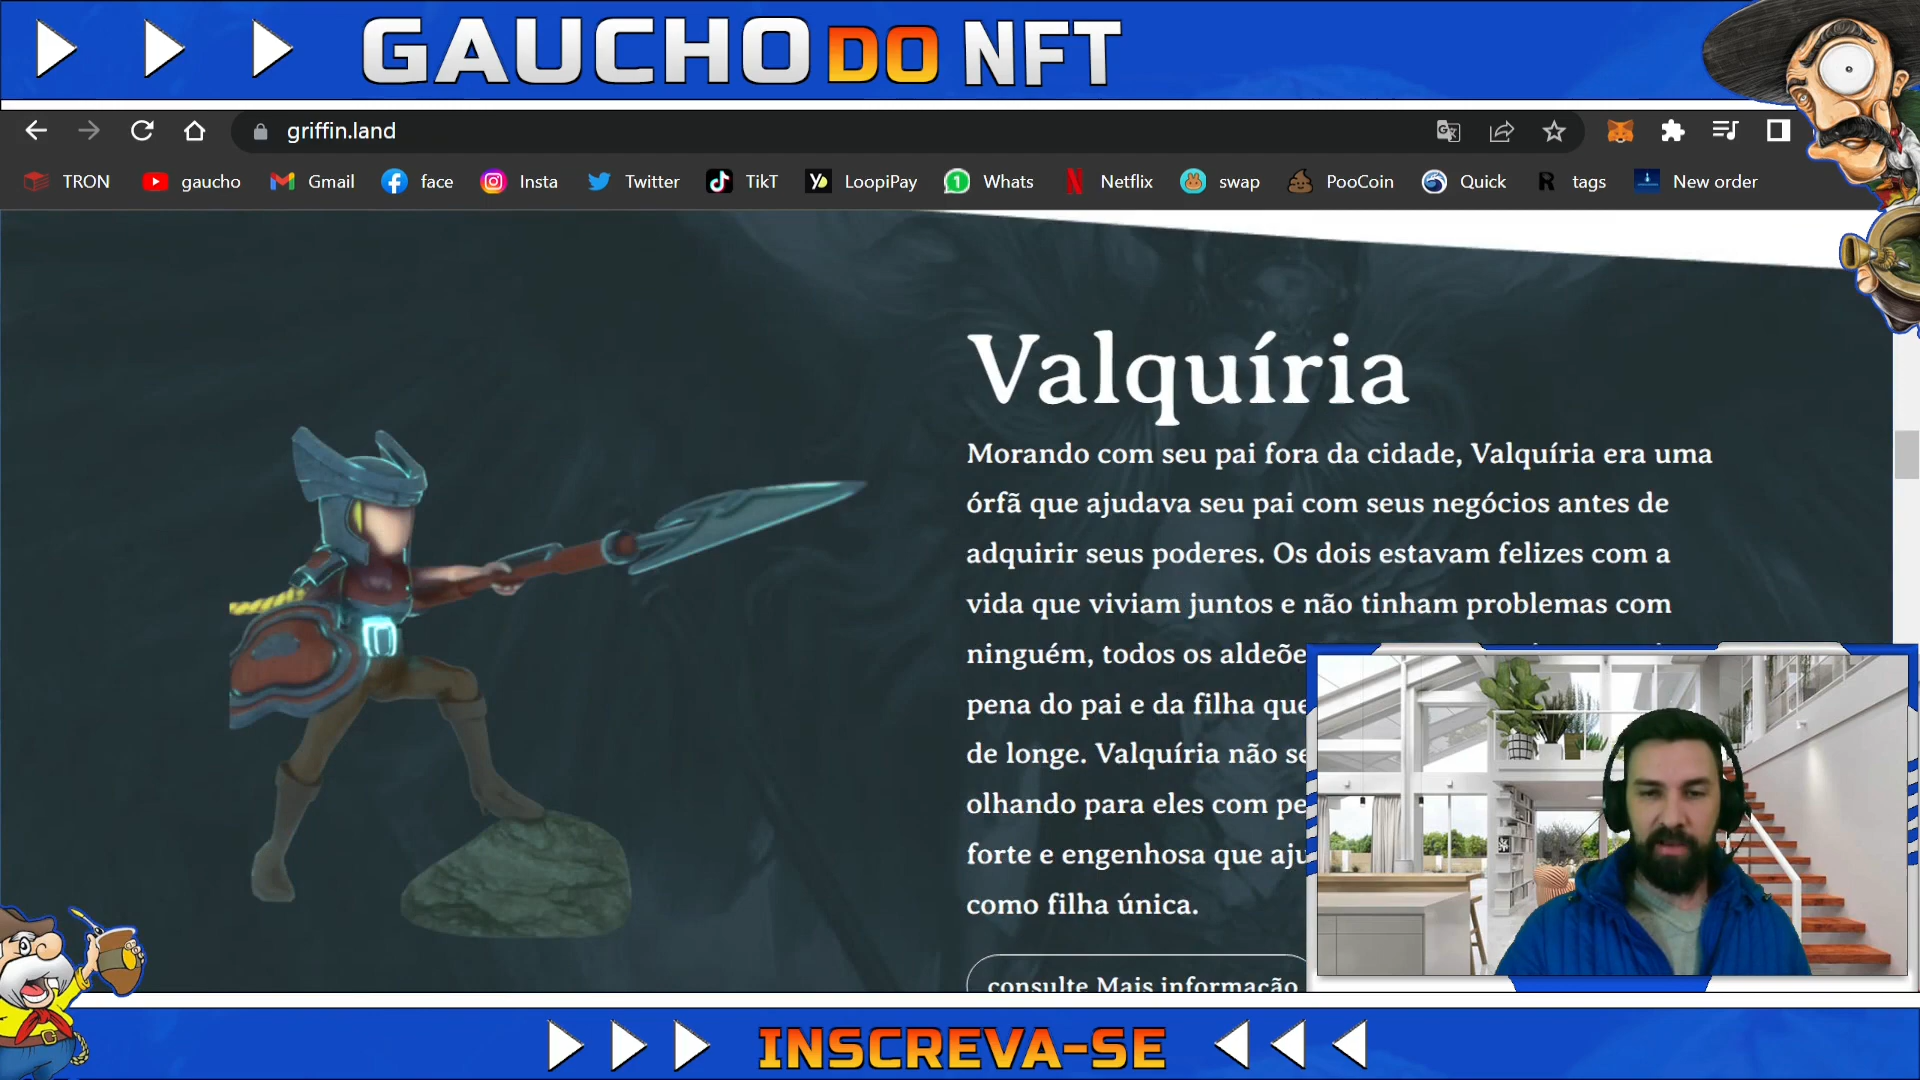 GAUCHO DO NFT
griffin.land
TRON gaucho Gmail face Insta Twitter TikT LoopiPay Whats Netflix swap PooCoin Quick tags New order
Valquíria
Morando com seu pai fora da cidade, Valquíria era uma
órfã que ajudava seu pai com seus negócios antes de
adquirir seus poderes. Os dois estavam felizes com a
vida que viviam juntos e não tinham problemas com
ninguém, todos os
pena do pai e da filha que
de longe. Valquíria não
olhando para eles com
forte e engenhosa que
como filha única.
consulte Mais informação
INSCREVA-SE